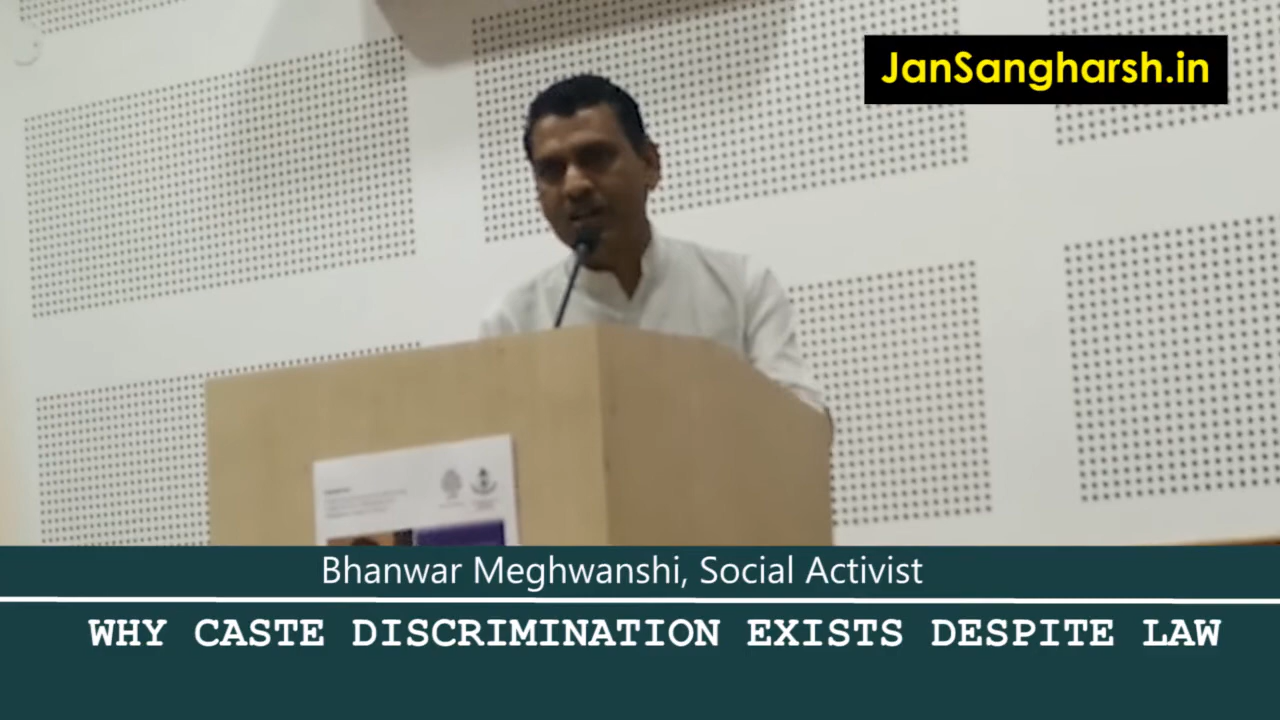 JanSangharsh.in
Bhanwar Meghwanshi, Social Activist
WHY CASTE DISCRIMINATION EXISTS DESPITE LAW